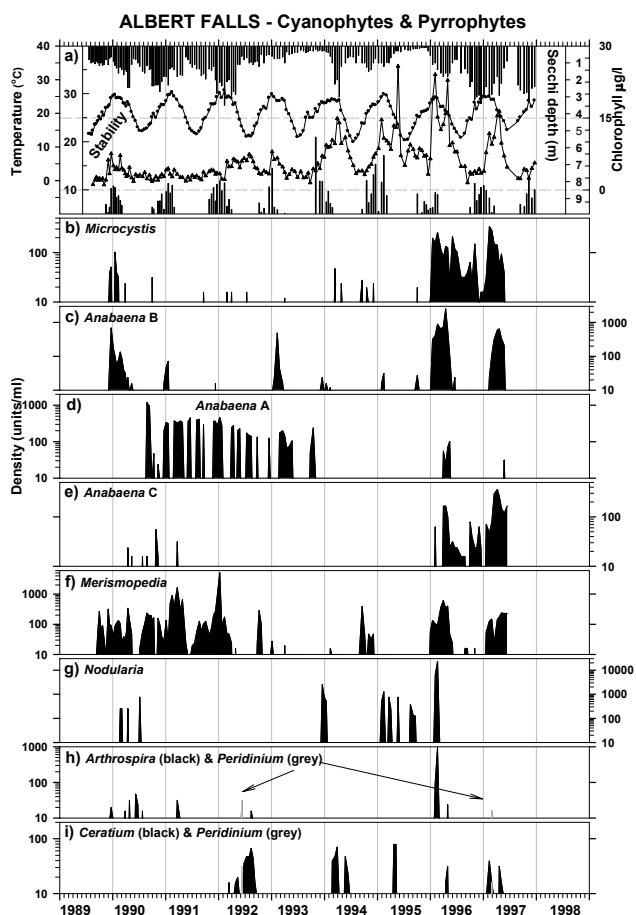 ALBERT FALLS - Cyanophytes & Pyrrophytes
40
30
20
10
0
Temperature (°C)
a)
30
20
10
Stability
1
2
3
4
5
6
7
8
9
Secchi depth (m)
30
15
0
Chlorophyll µg/l
b) Microcystis
100
10
c) Anabaena B
1000
100
10
Density (units/ml)
d) Anabaena A
1000
100
10
e) Anabaena C
100
10
f) Merismopedia
1000
100
10
g) Nodularia
10000
1000
100
10
h) Arthrospira (black) & Peridinium (grey)
1000
100
10
i) Ceratium (black) & Peridinium (grey)
100
10
1989 1990 1991 1992 1993 1994 1995 1996 1997 1998